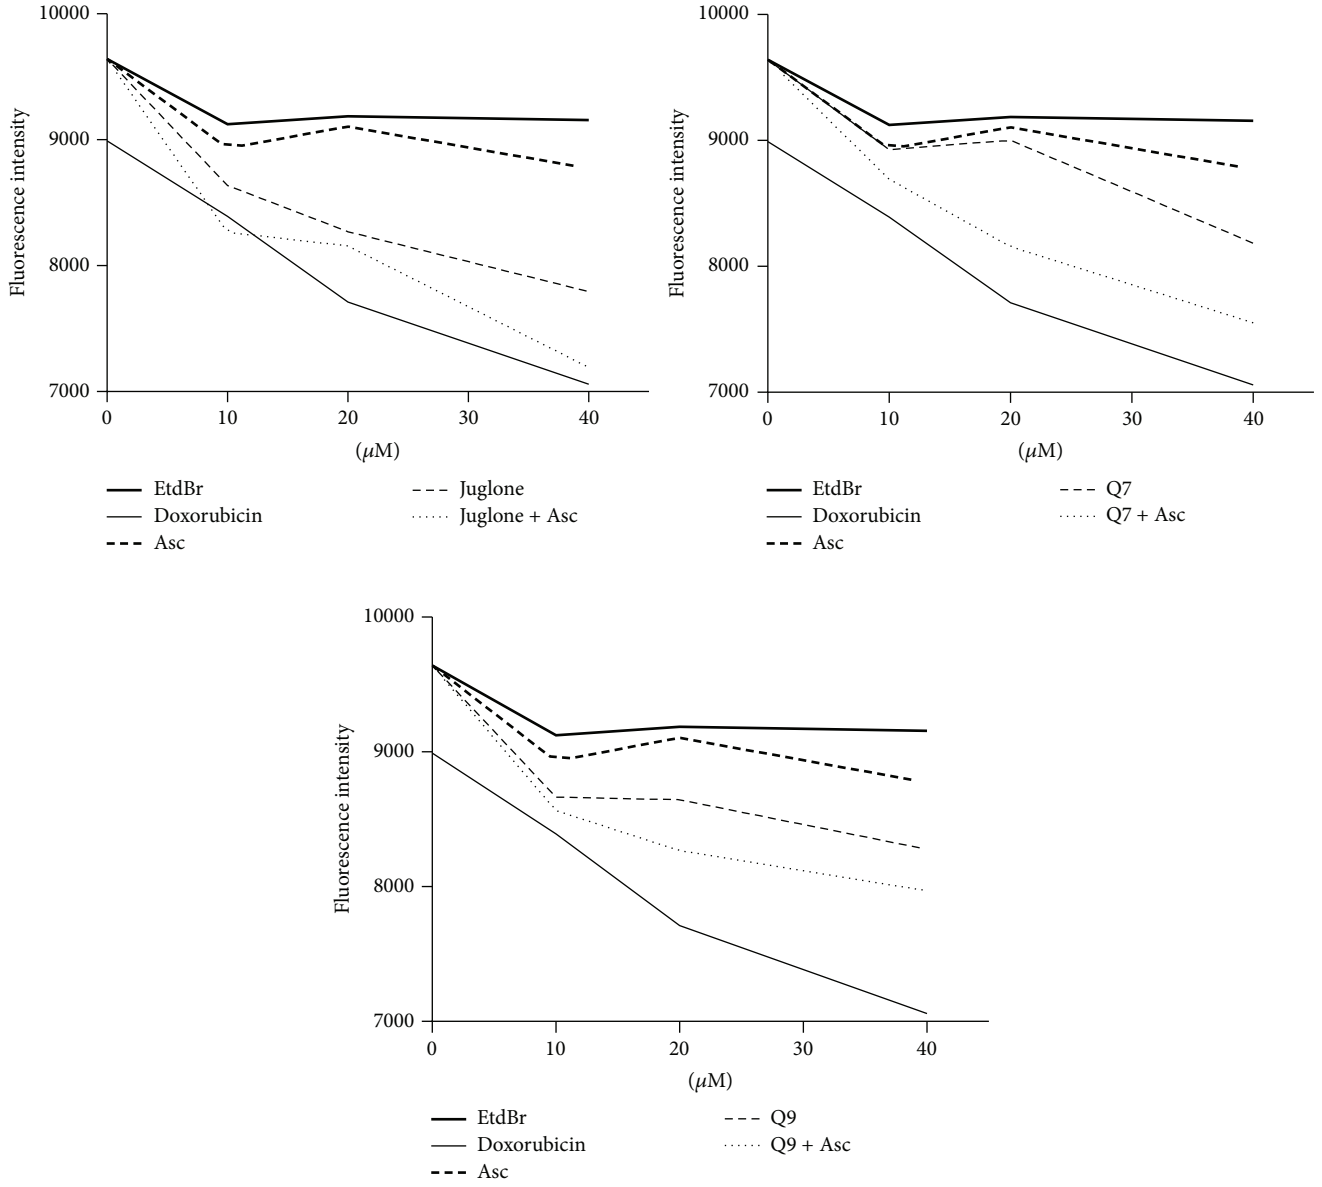 Fluorescence intensity
10000
9000
8000
7000
0 10 20 30 40
(μM)
EtdBr
Doxorubicin
Asc
Juglone
Juglone + Asc
Fluorescence intensity
10000
9000
8000
7000
0 10 20 30 40
(μM)
EtdBr
Doxorubicin
Asc
Q7
Q7 + Asc
Fluorescence intensity
10000
9000
8000
7000
0 10 20 30 40
(μM)
EtdBr
Doxorubicin
Asc
Q9
Q9 + Asc